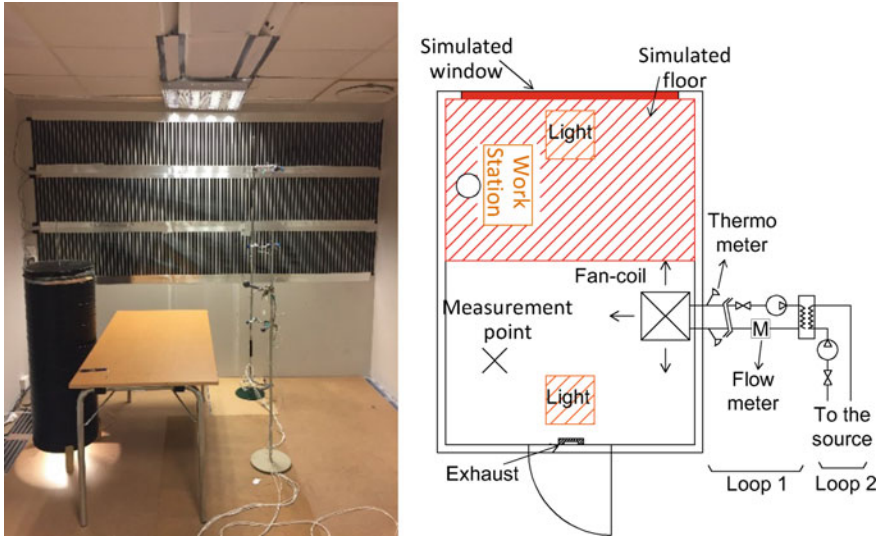 Simulated
window
Simulated
floor
Light
Work
Station
Thermo
meter
Fan-coil
Measurement
point
M
Flow
meter
Light
To the
source
Exhaust
Loop 1
Loop 2